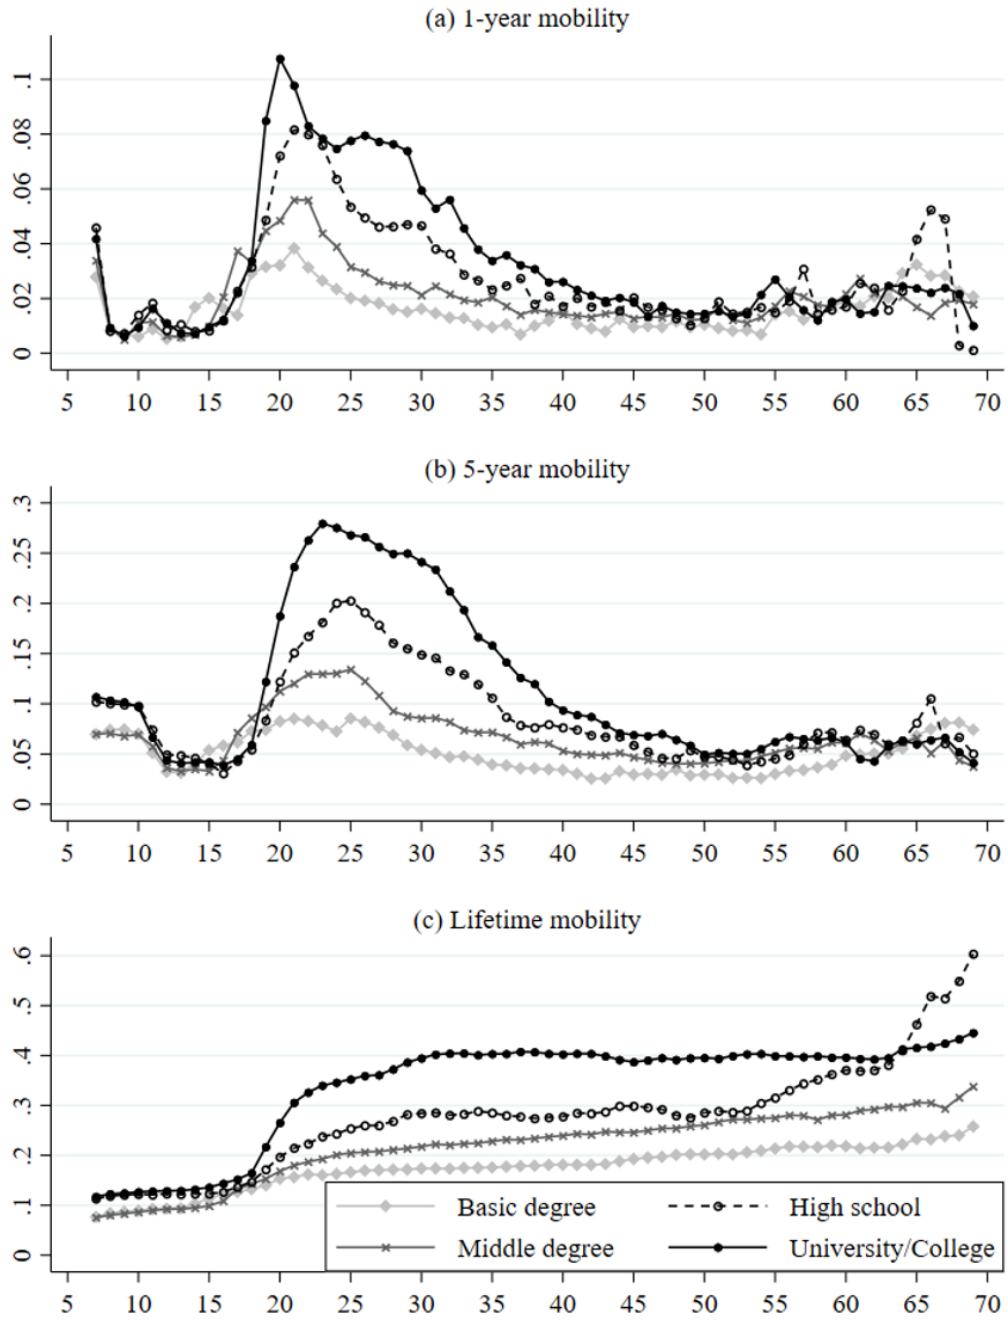 (a) 1-year mobility
.1
.08
.06
.04
.02
0
5 10 15 20 25 30 35 40 45 50 55 60 65 70
(b) 5-year mobility
.3
.25
.2
.15
.1
.05
0
5 10 15 20 25 30 35 40 45 50 55 60 65 70
(c) Lifetime mobility
.6
.5
.4
.3
.2
.1
0
Basic degree High school
Middle degree University/College
5 10 15 20 25 30 35 40 45 50 55 60 65 70